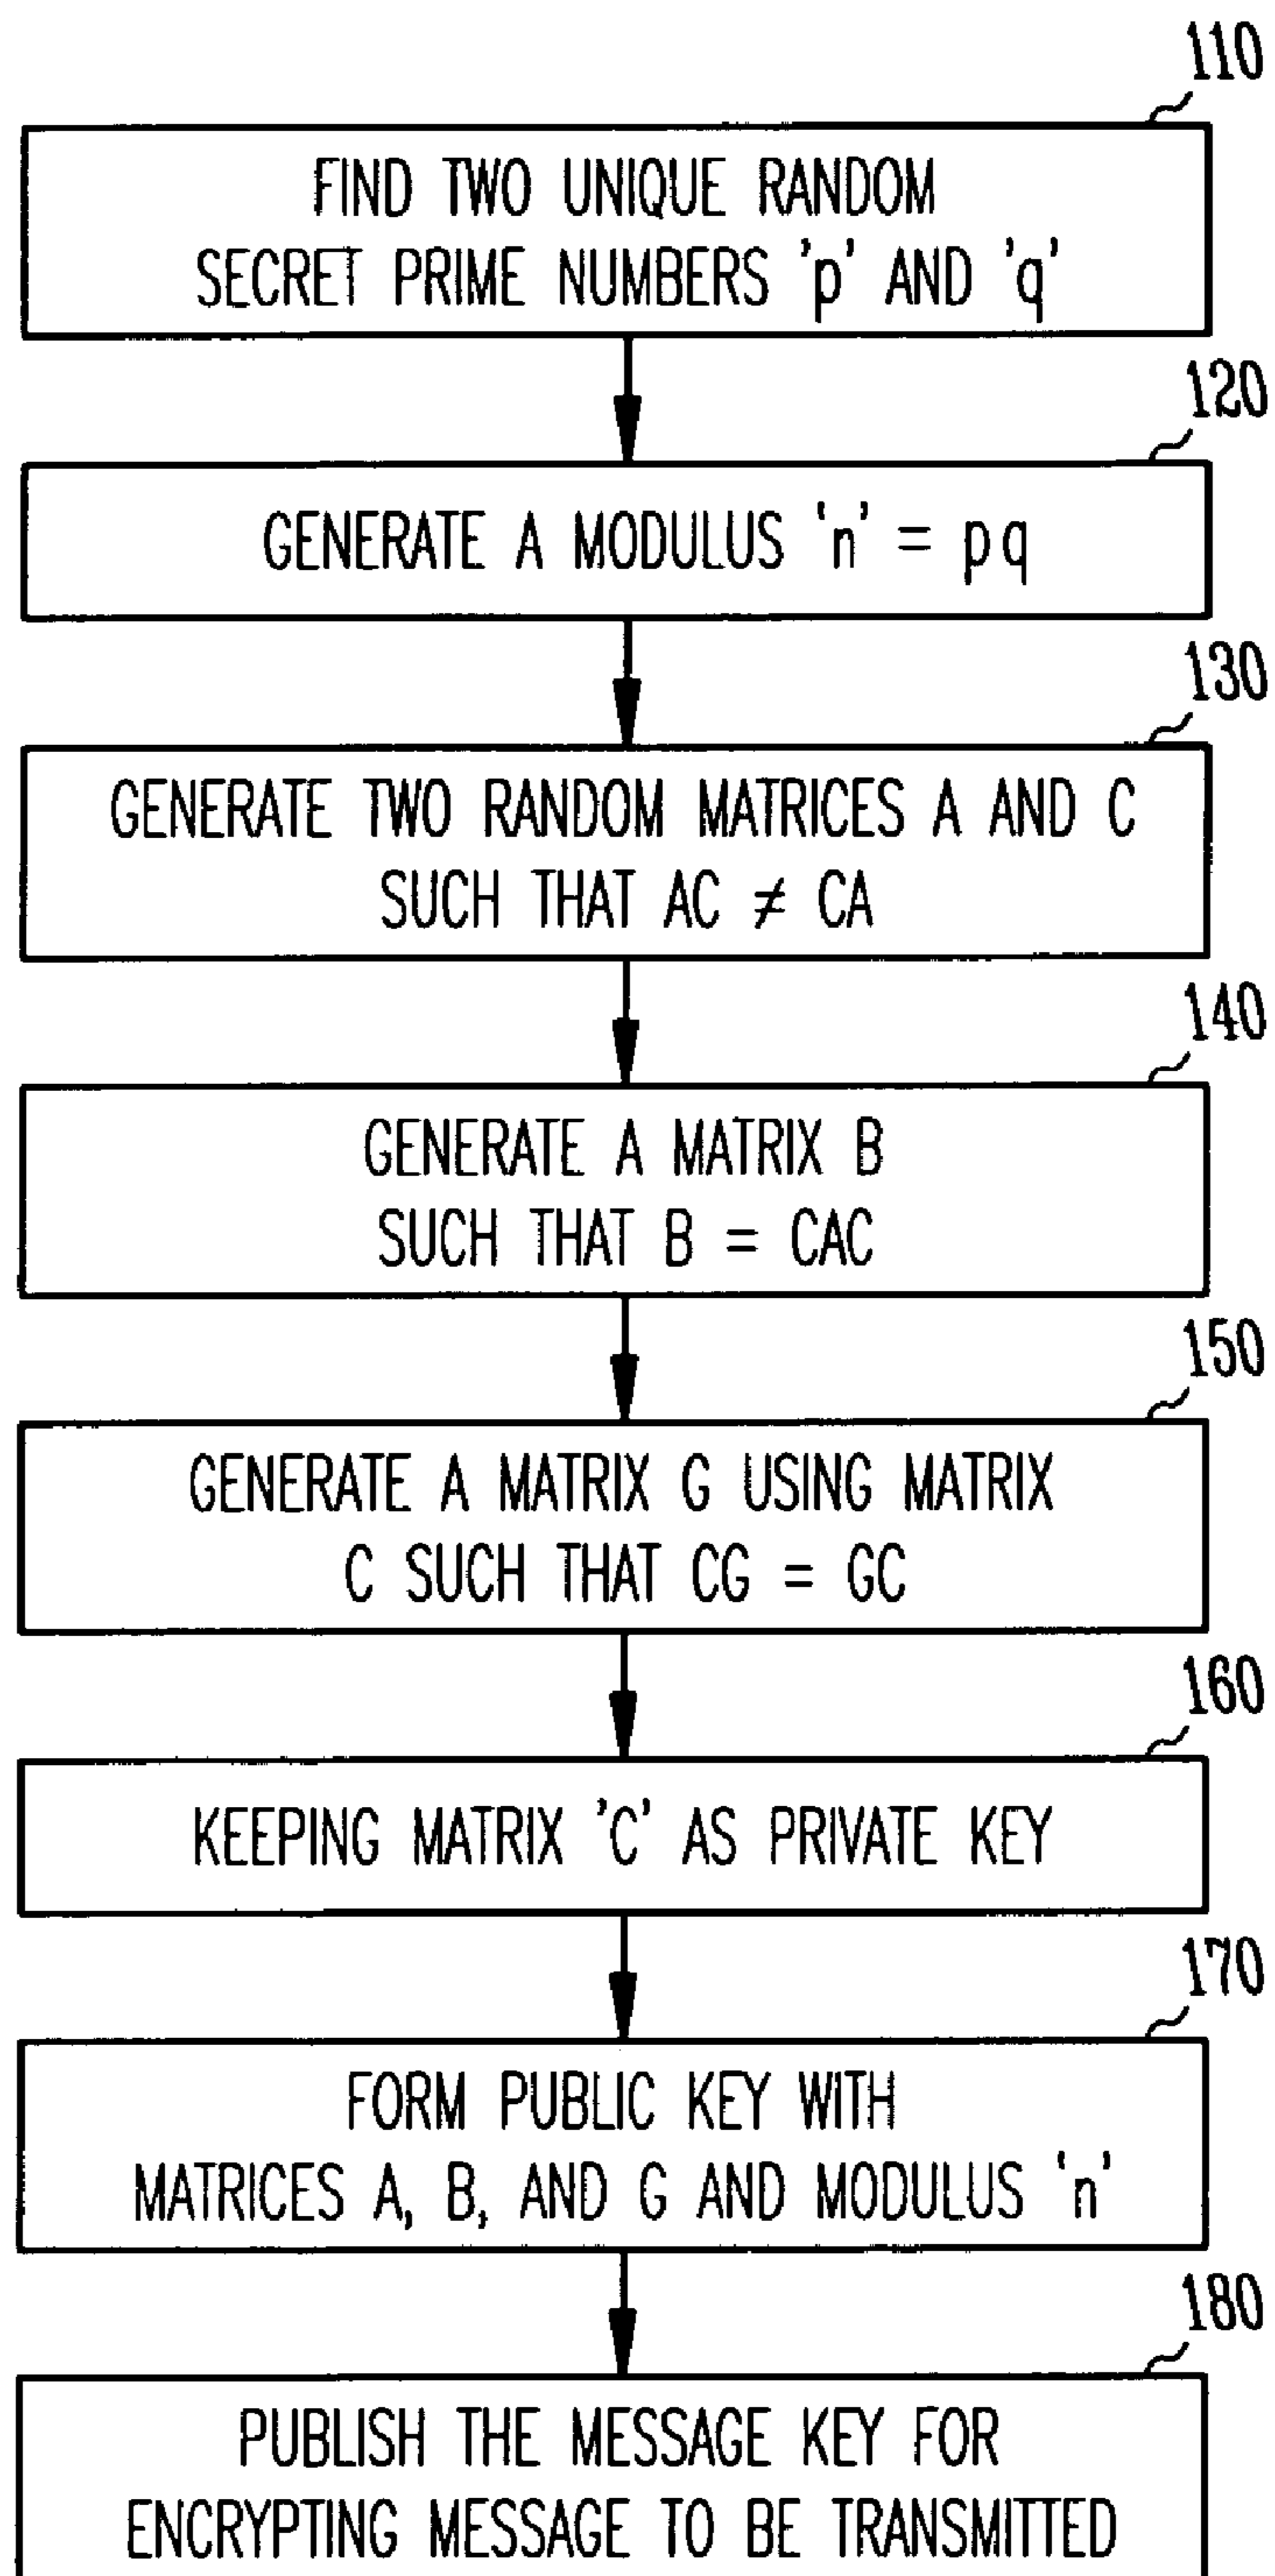 110
FIND TWO UNIQUE RANDOM
SECRET PRIME NUMBERS 'p' AND 'q'
120
GENERATE A MODULUS 'n' = pq
130
GENERATE TWO RANDOM MATRICES A AND C
SUCH THAT AC ≠ CA
140
GENERATE A MATRIX B
SUCH THAT B = CAC
150
GENERATE A MATRIX G USING MATRIX
C SUCH THAT CG = GC
160
KEEPING MATRIX 'C' AS PRIVATE KEY
170
FORM PUBLIC KEY WITH
MATRICES A, B, AND G AND MODULUS 'n'
180
PUBLISH THE MESSAGE KEY FOR
ENCRYPTING MESSAGE TO BE TRANSMITTED